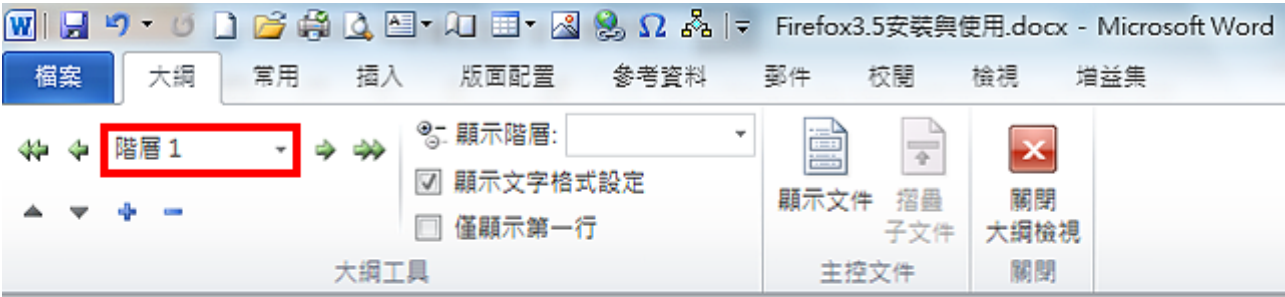 Firefox3.5安裝與使用.docx - Microsoft Word
檔案 大綱 常用 插入 版面配置 參考資料 郵件 校閱 檢視 增益集
階層 1
顯示階層:
顯示文字格式設定
僅顯示第一行
大綱工具
顯示文件
摺疊
子文件
主控文件
關閉
大綱檢視
關閉